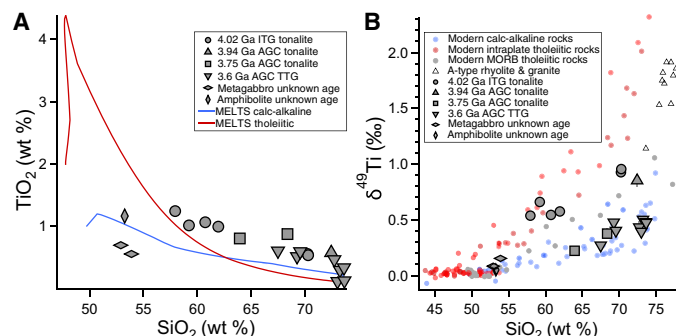 A
4.02 Ga ITG tonalite
3.94 Ga AGC tonalite
3.75 Ga AGC tonalite
3.6 Ga AGC TTG
Metagabbro unknown age
Amphibolite unknown age
MELTS calc-alkaline
MELTS tholeiitic
TiO2 (wt %)
4
3
2
1
50
55
60
65
70
SiO2 (wt %)
B
Modern calc-alkaline rocks
Modern intraplate tholeiitic rocks
Modern MORB tholeiitic rocks
A-type rhyolite & granite
4.02 Ga ITG tonalite
3.94 Ga AGC tonalite
3.75 Ga AGC tonalite
3.6 Ga AGC TTG
Metagabbro unknown age
Amphibolite unknown age
δ49Ti (‰)
2.0
1.5
1.0
0.5
0.0
45
50
55
60
65
70
75
SiO2 (wt %)